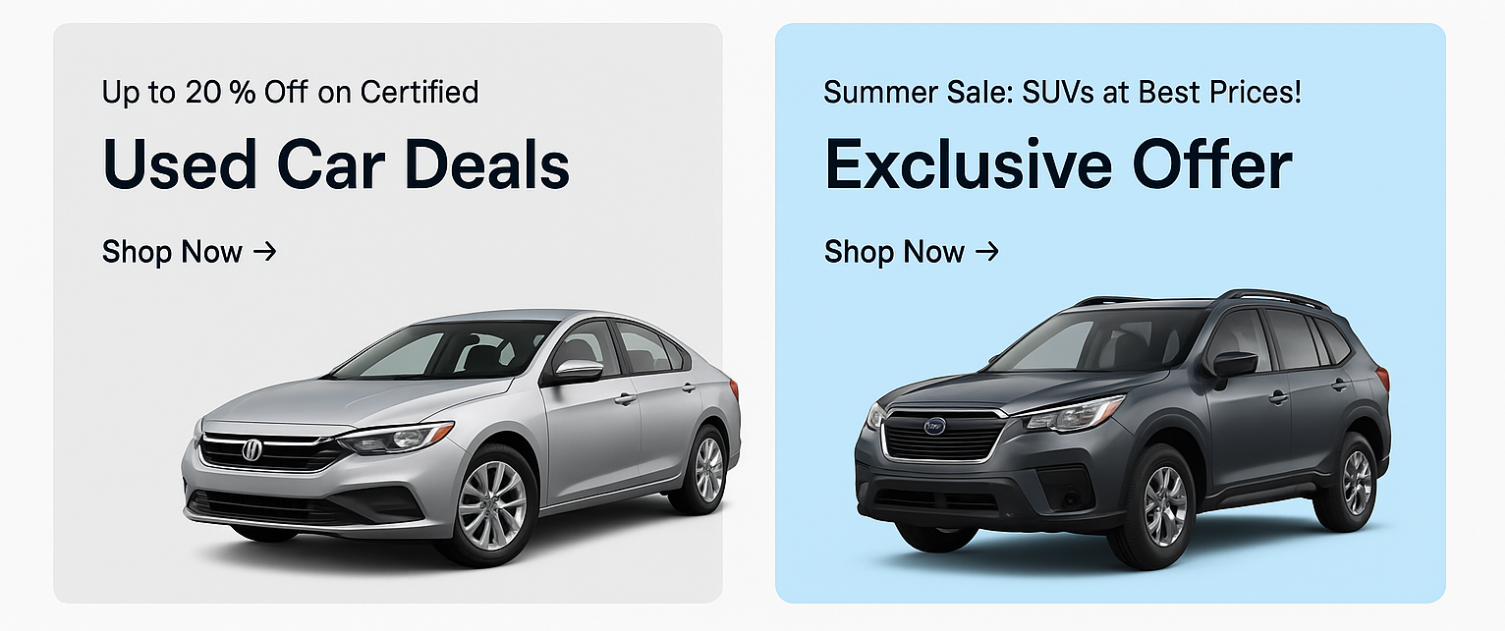 Up to 20 % Off on Certified
Used Car Deals
Shop Now →
Summer Sale: SUVs at Best Prices!
Exclusive Offer
Shop Now →